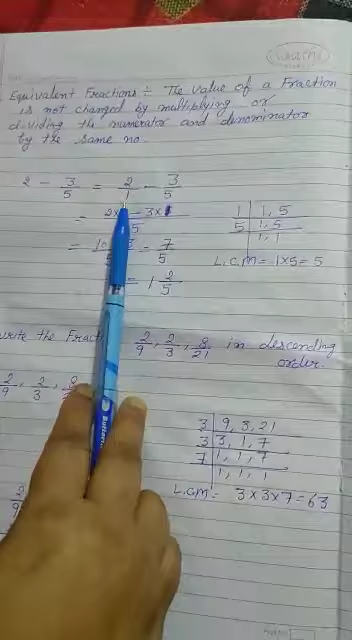 Equivalent Fractions ÷ The value of a Fraction
is not changed by multiplying or
dividing the numerator and denominator
by the same no.
2 - 3/5 = 2/1 - 3/5
1 | 1, 5
5 | 1, 5
1, 1
L.C.M = 1x5 = 5
= 7/5
= 1 2/5
write the 2/9, 2/3, 8/21 in descending
order.
2/9, 2/3,
3 | 9, 3, 21
3 | 3, 1, 7
7 | 1, 1, 7
1, 1, 1
L.C.M = 3x3x7 = 63